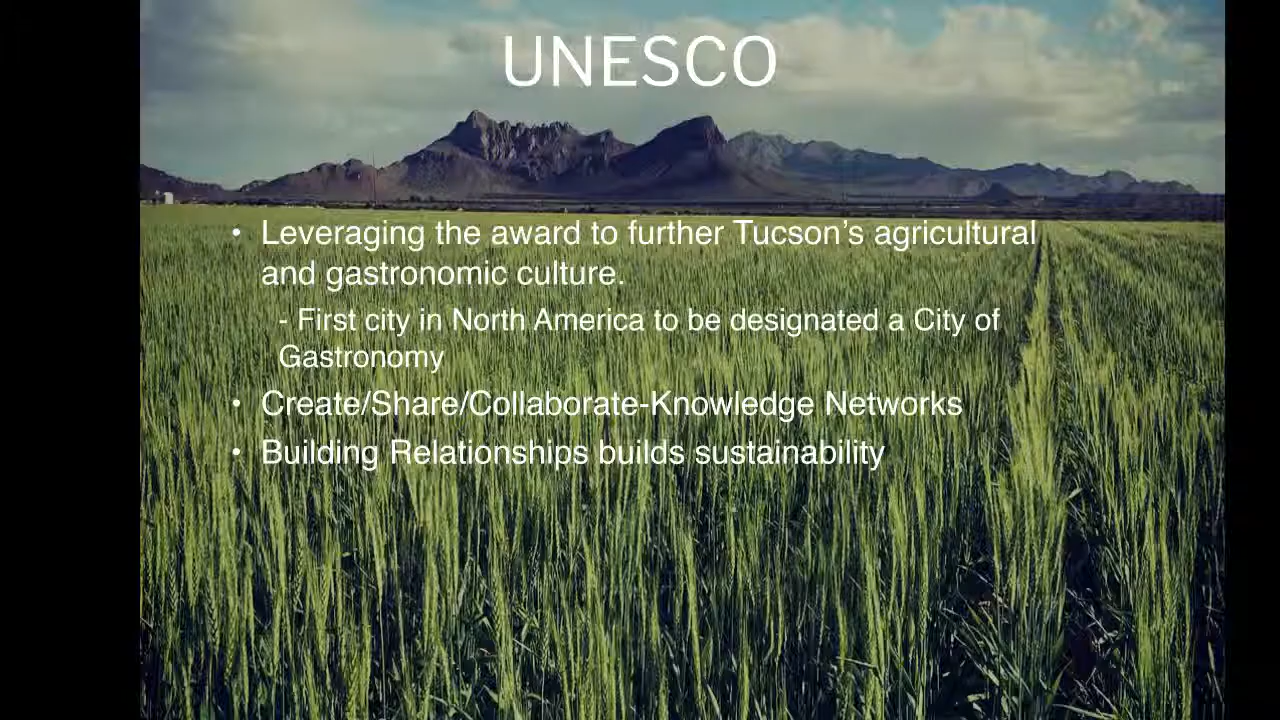 UNESCO
• Leveraging the award to further Tucson’s agricultural
and gastronomic culture.
- First city in North America to be designated a City of
Gastronomy
• Create/Share/Collaborate-Knowledge Networks
• Building Relationships builds sustainability